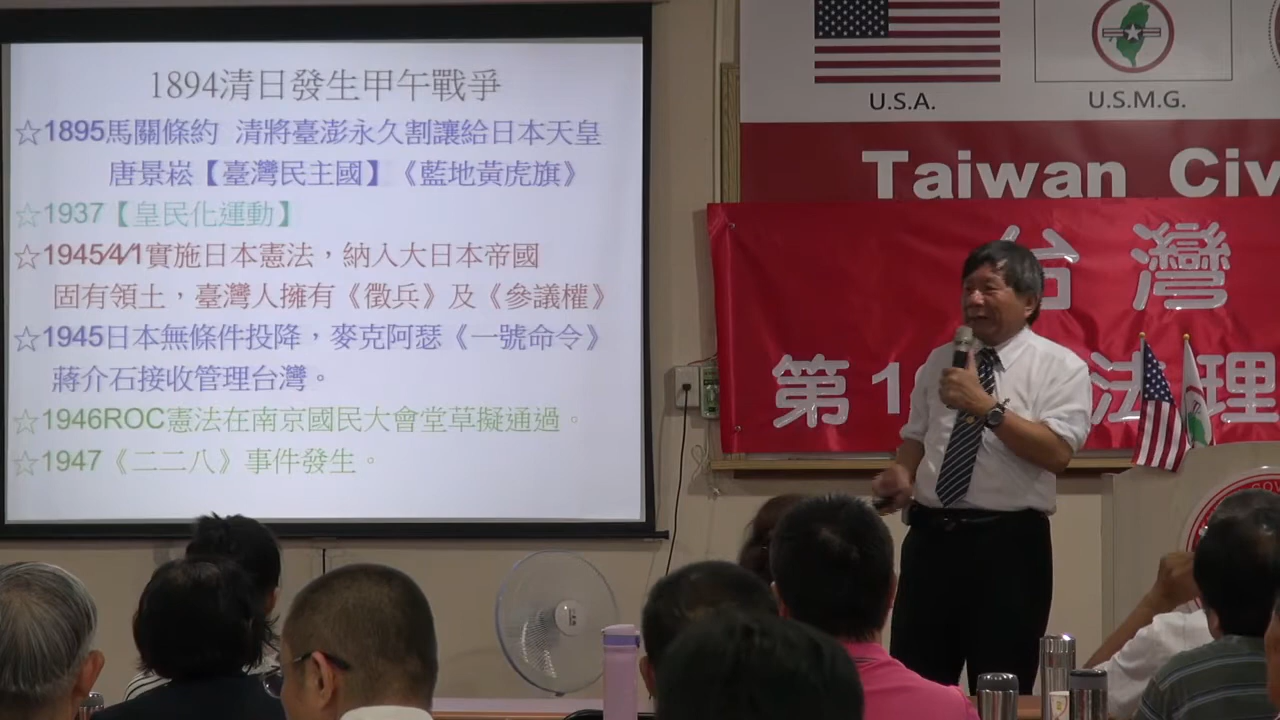 1894清日發生甲午戰爭
☆1895馬關條約 清將臺澎永久割讓給日本天皇
唐景崧【臺灣民主國】《藍地黃虎旗》
☆1937【皇民化運動】
☆1945/4/1實施日本憲法，納入大日本帝國
固有領土，臺灣人擁有《徵兵》及《參議權》
☆1945日本無條件投降，麥克阿瑟《一號命令》
蔣介石接收管理台灣。
☆1946ROC憲法在南京國民大會堂草擬通過。
☆1947《二二八》事件發生。
U.S.A.
U.S.M.G.
Taiwan Civ
台灣
第1 法理